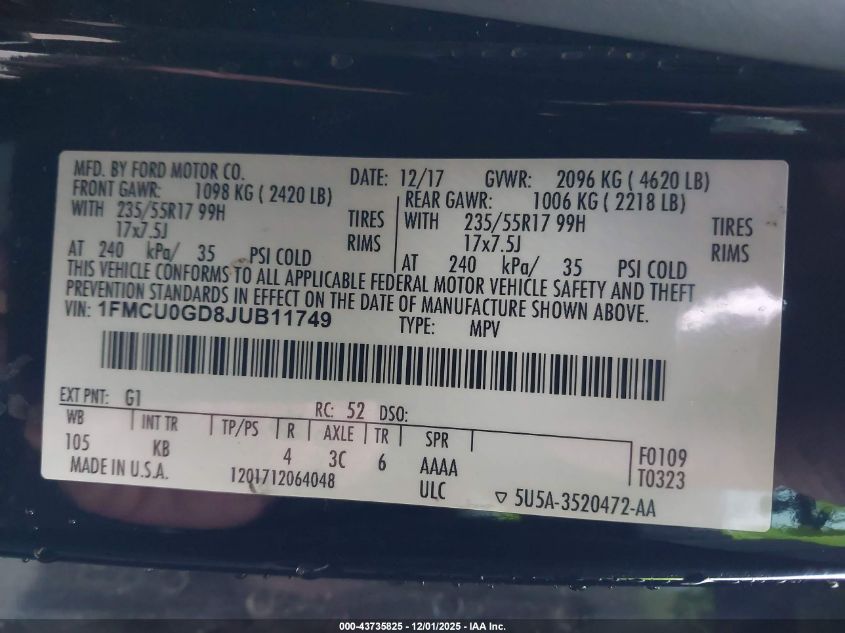 MFD. BY FORD MOTOR CO. DATE: 12/17 GVWR: 2096 KG ( 4620 LB)
FRONT GAWR: 1098 KG ( 2420 LB) REAR GAWR: 1006 KG ( 2218 LB)
WITH 235/55R17 99H TIRES WITH 235/55R17 99H TIRES
17x7.5J RIMS 17x7.5J RIMS
AT 240 kPa/ 35 PSI COLD AT 240 kPa/ 35 PSI COLD
THIS VEHICLE CONFORMS TO ALL APPLICABLE FEDERAL MOTOR VEHICLE SAFETY AND THEFT
PREVENTION STANDARDS IN EFFECT ON THE DATE OF MANUFACTURE SHOWN ABOVE.
VIN: 1FMCU0GD8JUB11749 TYPE: MPV
EXT PNT: G1 RC: 52 DSO:
WB INT TR TP/PS R AXLE TR SPR
105 KB 4 3C 6 AAAA F0109
MADE IN U.S.A. 1201712064048 ULC T0323
▽ 5U5A-3520472-AA
000-43735825 - 12/01/2025 - IAA Inc.